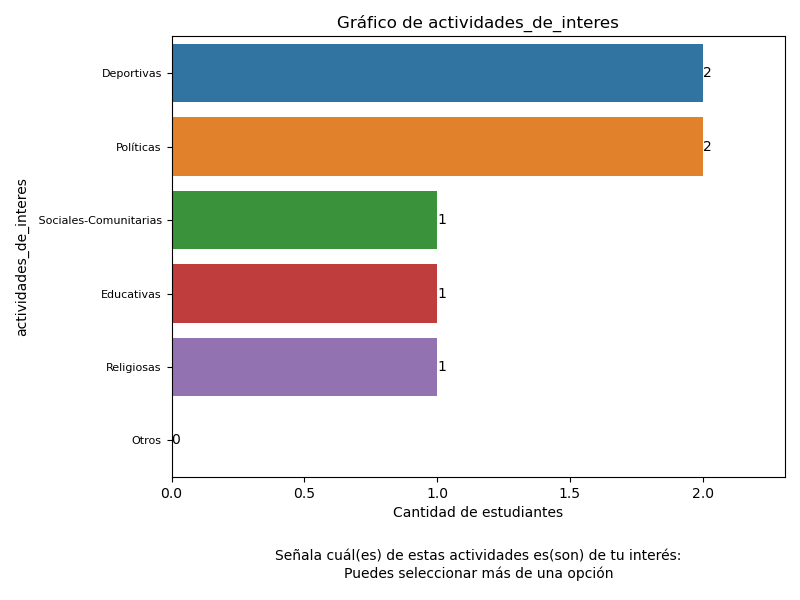 Gráfico de actividades_de_interes
actividades_de_interes
Deportivas 2
Políticas 2
Sociales-Comunitarias 1
Educativas 1
Religiosas 1
Otros 0
0.0 0.5 1.0 1.5 2.0
Cantidad de estudiantes
Señala cuál(es) de estas actividades es(son) de tu interés:
Puedes seleccionar más de una opción